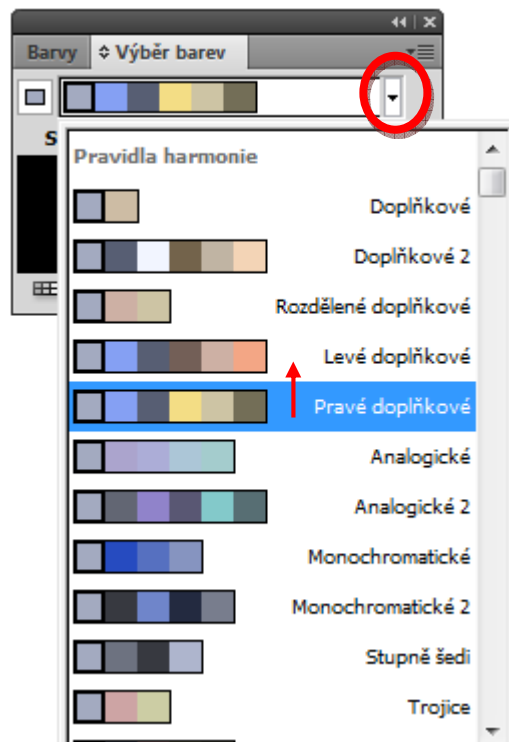 Barvy Výběr barev
S
Pravidla harmonie
Doplňkové
Doplňkové 2
Rozdělené doplňkové
Levé doplňkové
Pravé doplňkové
Analogické
Analogické 2
Monochromatické
Monochromatické 2
Stupně šedi
Trojice